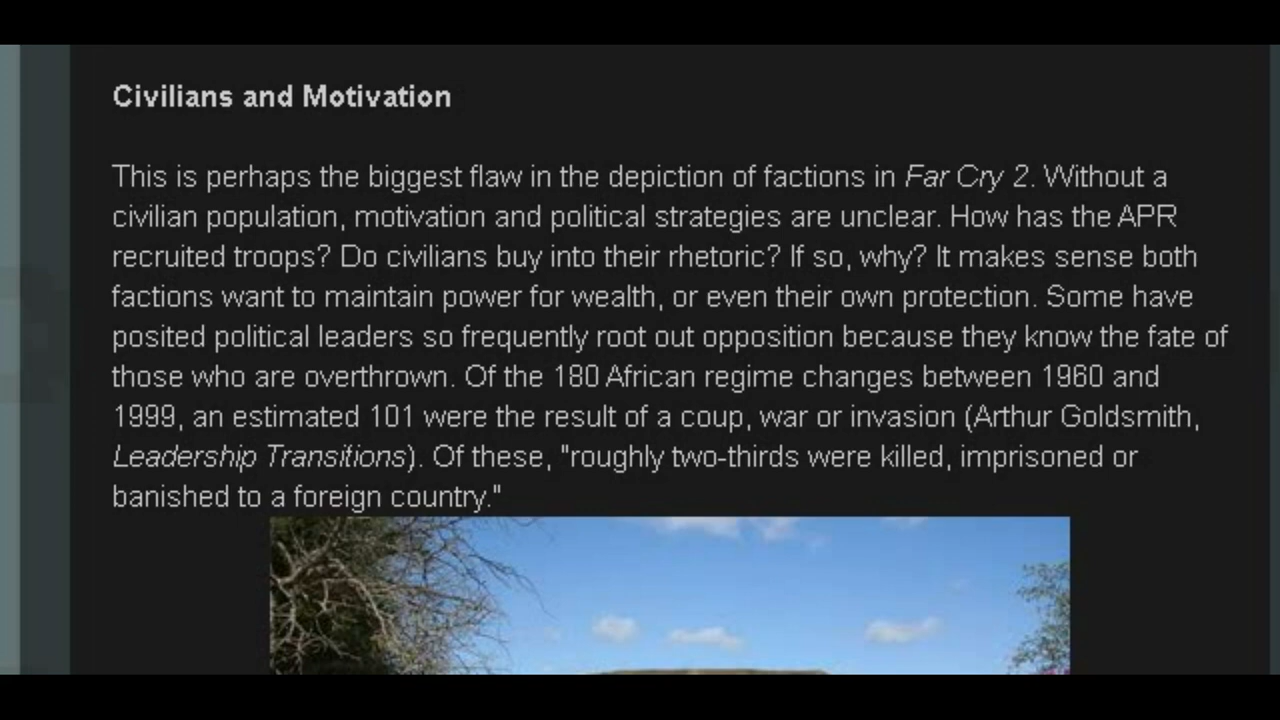 Civilians and Motivation
This is perhaps the biggest flaw in the depiction of factions in Far Cry 2. Without a
civilian population, motivation and political strategies are unclear. How has the APR
recruited troops? Do civilians buy into their rhetoric? If so, why? It makes sense both
factions want to maintain power for wealth, or even their own protection. Some have
posited political leaders so frequently root out opposition because they know the fate of
those who are overthrown. Of the 180 African regime changes between 1960 and
1999, an estimated 101 were the result of a coup, war or invasion (Arthur Goldsmith,
Leadership Transitions). Of these, "roughly two-thirds were killed, imprisoned or
banished to a foreign country."